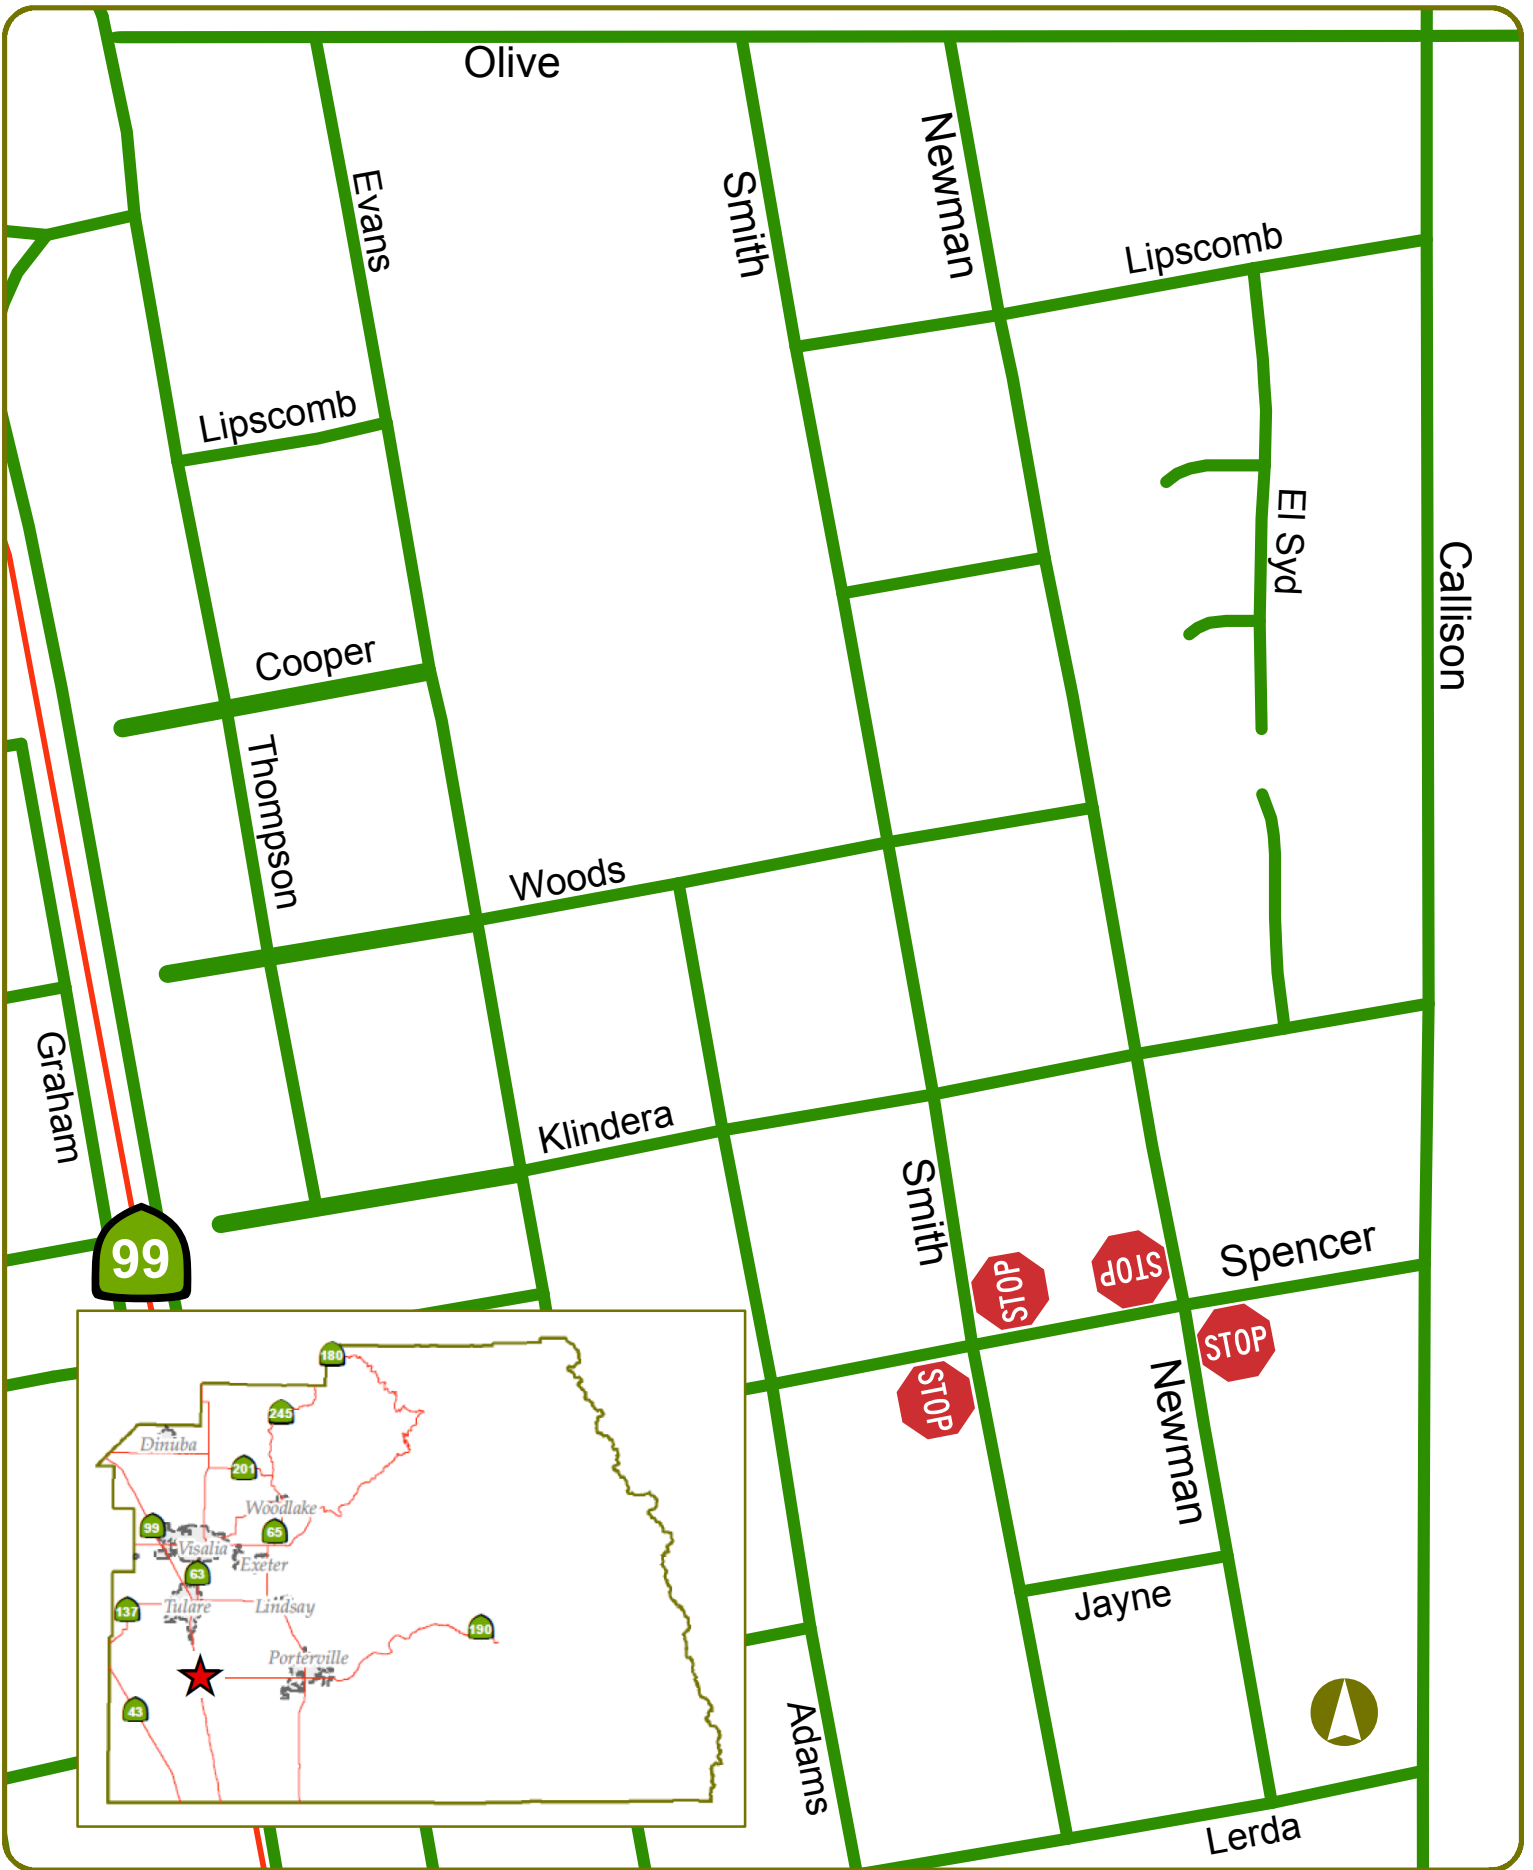 Olive
Evans
Smith
Newman
Lipscomb
Lipscomb
El Syd
Callison
Cooper
Thompson
Woods
Graham
Klindera
Smith
99
STOP
STOP
Spencer
STOP
STOP
Newman
Jayne
Adams
Lerda
180
245
Dinuba
201
Woodlake
99
65
Visalia
Exeter
63
137
Tulare
Lindsay
190
Porterville
43